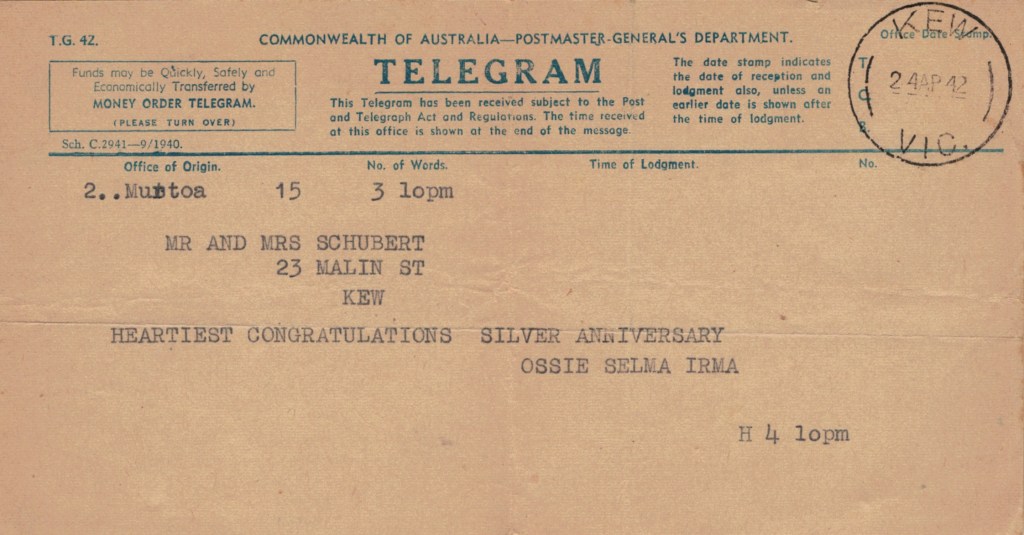 T.G. 42.
COMMONWEALTH OF AUSTRALIA—POSTMASTER-GENERAL'S DEPARTMENT.
Office Date Stamp.
KEW
24 AP 42
VIC.
Funds may be Quickly, Safely and
Economically Transferred by
MONEY ORDER TELEGRAM.
(PLEASE TURN OVER)
Sch. C.2941—9/1940.
TELEGRAM
This Telegram has been received subject to the Post
and Telegraph Act and Regulations. The time received
at this office is shown at the end of the message.
The date stamp indicates
the date of reception and
lodgment also, unless an
earlier date is shown after
the time of lodgment.
Office of Origin. No. of Words. Time of Lodgment. No.
2..Murtoa 15 3 lopm
MR AND MRS SCHUBERT
23 MALIN ST
KEW
HEARTIEST CONGRATULATIONS SILVER ANNIVERSARY
OSSIE SELMA IRMA
H 4 lopm